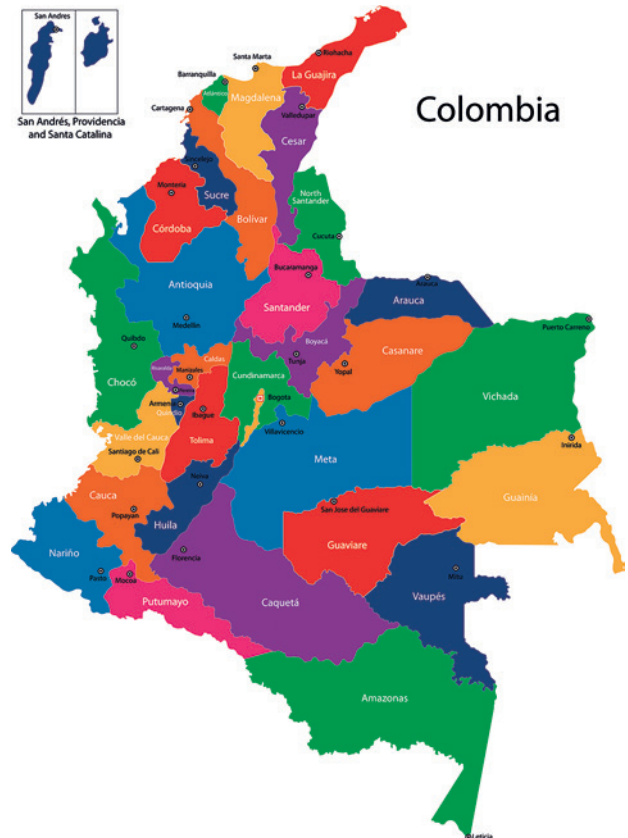 San Andres
San Andrés, Providencia
and Santa Catalina
Colombia
Riohacha
Santa Marta
La Guajira
Barranquilla
Atlántico
Magdalena
Cartagena
Valledupar
Cesar
Sincelejo
Sucre
Montería
Córdoba
Bolívar
North
Santander
Cucuta
Bucaramanga
Santander
Antioquia
Medellin
Arauca
Arauca
Puerto Carreno
Boyacá
Tunja
Casanare
Yopal
Quibdo
Chocó
Caldas
Manizales
Cundinamarca
Bogota
Vichada
Armenia
Quindio
Ibague
Tolima
Villavicencio
Valle del Cauca
Santiago de Cali
Meta
Inirida
Guainía
Neiva
Cauca
Popayan
Huila
San Jose del Guaviare
Guaviare
Nariño
Pasto
Florencia
Mocoa
Putumayo
Caquetá
Mitu
Vaupés
Amazonas
Leticia